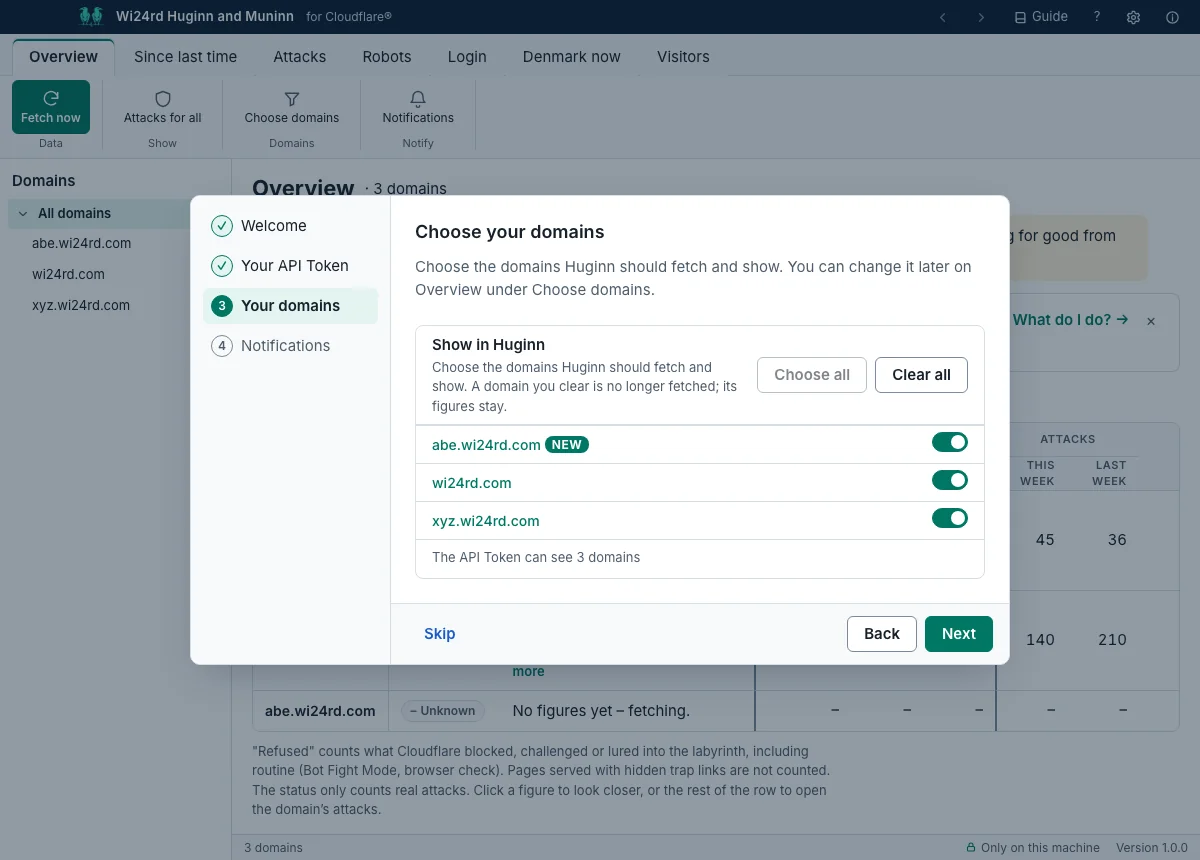 Wi24rd Huginn and Muninn for Cloudflare®
Guide ?
Overview Since last time Attacks Robots Login Denmark now Visitors
Fetch now Attacks for all Choose domains Notifications
Data Show Domains Notify
Domains
All domains
abe.wi24rd.com
wi24rd.com
xyz.wi24rd.com
Overview · 3 domains
for good from
What do I do? → ×
Welcome
Your API Token
3 Your domains
4 Notifications
Choose your domains
Choose the domains Huginn should fetch and show. You can change it later on
Overview under Choose domains.
Show in Huginn
Choose the domains Huginn should fetch and
show. A domain you clear is no longer fetched; its
figures stay.
Choose all Clear all
abe.wi24rd.com NEW
wi24rd.com
xyz.wi24rd.com
The API Token can see 3 domains
Skip Back Next
ATTACKS
THIS LAST
WEEK WEEK
45 36
140 210
more
abe.wi24rd.com – Unknown No figures yet – fetching. – – – – –
"Refused" counts what Cloudflare blocked, challenged or lured into the labyrinth, including
routine (Bot Fight Mode, browser check). Pages served with hidden trap links are not counted.
The status only counts real attacks. Click a figure to look closer, or the rest of the row to open
the domain's attacks.
3 domains Only on this machine Version 1.0.0